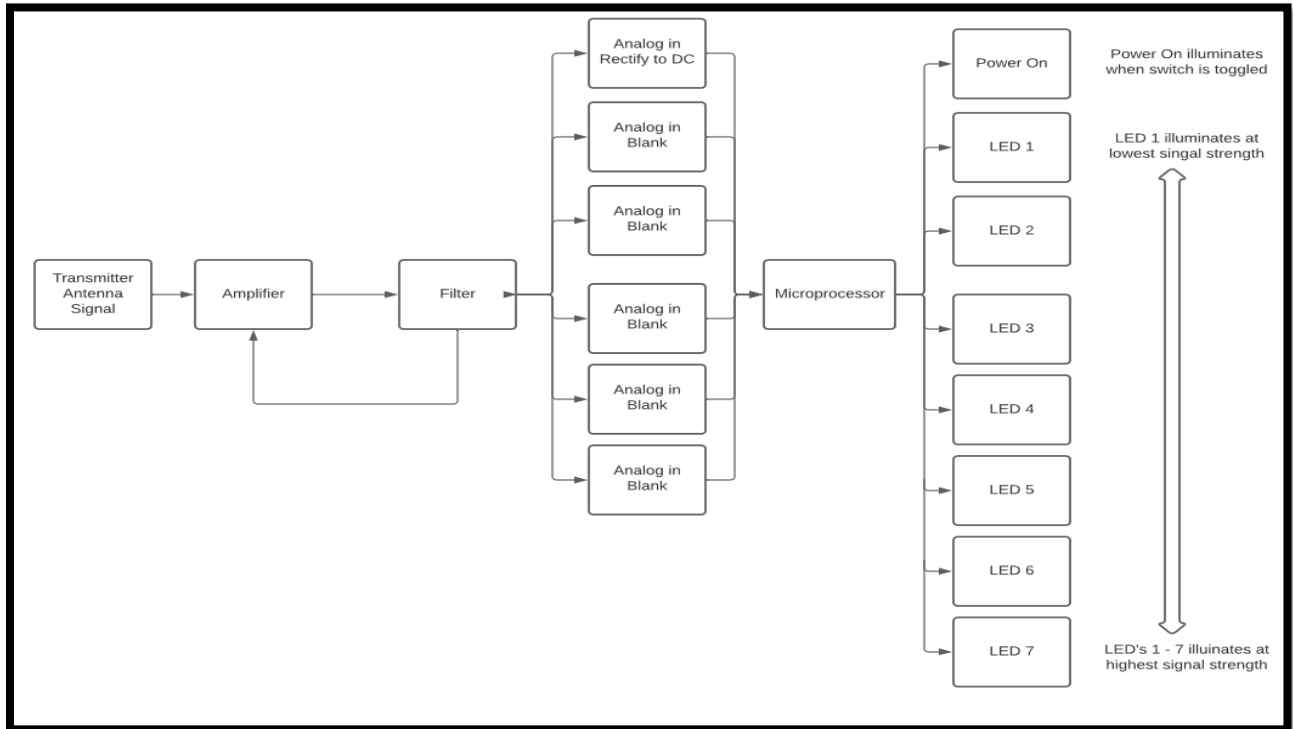 Transmitter
Antenna
Signal
Amplifier
Filter
Analog in
Rectify to DC
Analog in
Blank
Analog in
Blank
Analog in
Blank
Analog in
Blank
Analog in
Blank
Microprocessor
Power On
LED 1
LED 2
LED 3
LED 4
LED 5
LED 6
LED 7
Power On illuminates
when switch is toggled
LED 1 illuminates at
lowest singal strength
LED's 1 - 7 illuinates at
highest signal strength